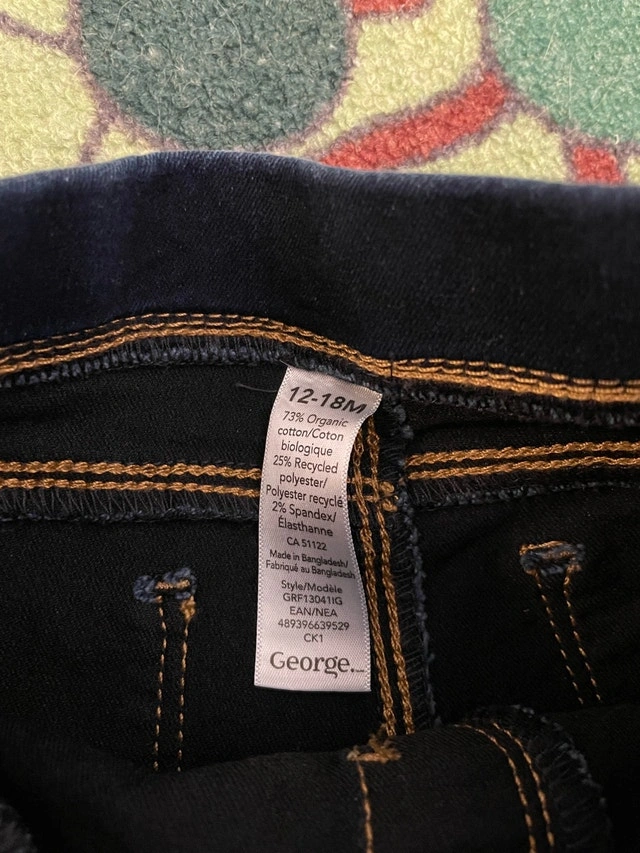 12-18M
73% Organic
cotton/Coton
biologique
25% Recycled
polyester/
Polyester recyclé
2% Spandex/
Élasthanne
CA 51122
Made in Bangladesh/
Fabriqué au Bangladesh
Style/Modèle
GRF13041IG
EAN/NEA
489396639529
CK1
George.